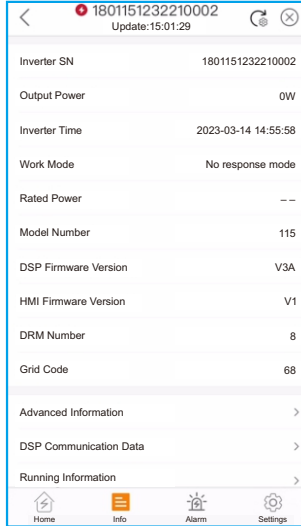 1801151232210002
Update:15:01:29
Inverter SN 1801151232210002
Output Power 0W
Inverter Time 2023-03-14 14:55:58
Work Mode No response mode
Rated Power --
Model Number 115
DSP Firmware Version V3A
HMI Firmware Version V1
DRM Number 8
Grid Code 68
Advanced Information
DSP Communication Data
Running Information
Home Info Alarm Settings